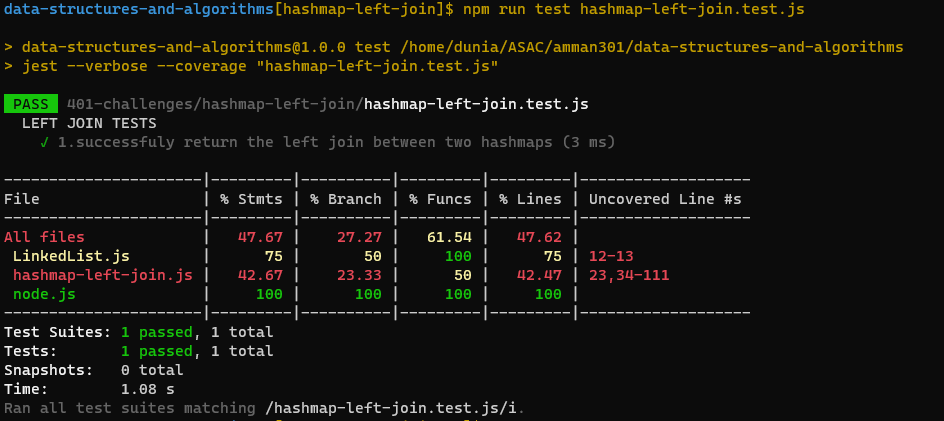 data-structures-and-algorithms[hashmap-left-join]$ npm run test hashmap-left-join.test.js
> data-structures-and-algorithms@1.0.0 test /home/dunia/ASAC/amman301/data-structures-and-algorithms
> jest --verbose --coverage "hashmap-left-join.test.js"
PASS 401-challenges/hashmap-left-join/hashmap-left-join.test.js
LEFT JOIN TESTS
✓ 1.successfuly return the left join between two hashmaps (3 ms)
----------------------|---------|----------|---------|---------|-------------------
File                  | % Stmts | % Branch | % Funcs | % Lines | Uncovered Line #s
----------------------|---------|----------|---------|---------|-------------------
All files             |   47.67 |    27.27 |   61.54 |   47.62 |
 LinkedList.js        |      75 |       50 |     100 |      75 | 12-13
 hashmap-left-join.js |   42.67 |    23.33 |      50 |   42.47 | 23,34-111
 node.js              |     100 |      100 |     100 |     100 |
----------------------|---------|----------|---------|---------|-------------------
Test Suites: 1 passed, 1 total
Tests:       1 passed, 1 total
Snapshots:   0 total
Time:        1.08 s
Ran all test suites matching /hashmap-left-join.test.js/i.